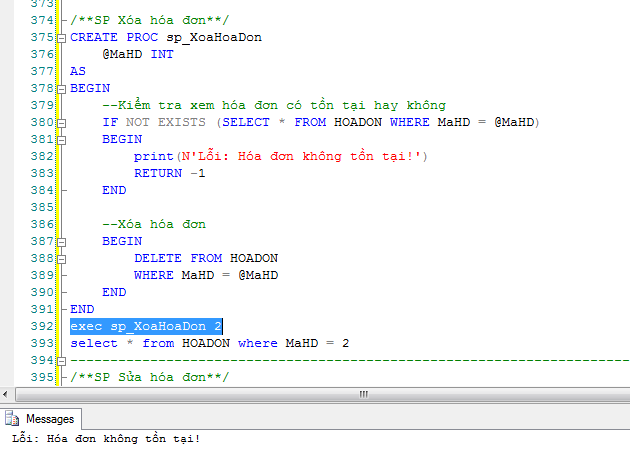 373
374 /**SP Xóa hóa đơn**/
375 CREATE PROC sp_XoaHoaDon
376 @MaHD INT
377 AS
378 BEGIN
379 --Kiểm tra xem hóa đơn có tồn tại hay không
380 IF NOT EXISTS (SELECT * FROM HOADON WHERE MaHD = @MaHD)
381 BEGIN
382 print(N'Lỗi: Hóa đơn không tồn tại!')
383 RETURN -1
384 END
385
386 --Xóa hóa đơn
387 BEGIN
388 DELETE FROM HOADON
389 WHERE MaHD = @MaHD
390 END
391 END
392 exec sp_XoaHoaDon 2
393 select * from HOADON where MaHD = 2
394 ----------------------------------------------------------------------
395 /**SP Sửa hóa đơn**/
Messages
Lỗi: Hóa đơn không tồn tại!